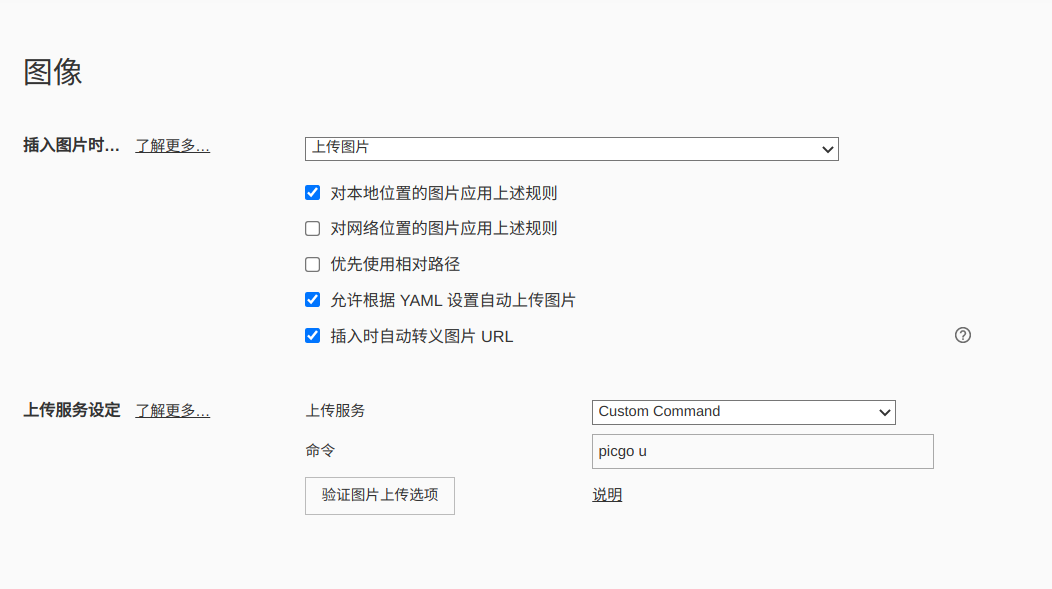 图像
插入图片时... 了解更多... 上传图片
对本地位置的图片应用上述规则
对网络位置的图片应用上述规则
优先使用相对路径
允许根据 YAML 设置自动上传图片
插入时自动转义图片 URL
上传服务设定 了解更多... 上传服务 Custom Command
命令 picgo u
验证图片上传选项 说明